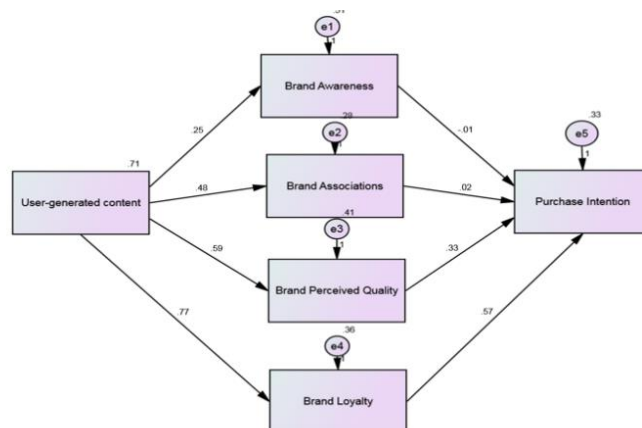 e1
1
Brand Awareness
.25
-.01
.33
.28
e2
e5
1
.71
.48
Brand Associations
.02
User-generated content
Purchase Intention
.41
e3
1
.59
.33
Brand Perceived Quality
.77
.36
.57
e4
Brand Loyalty